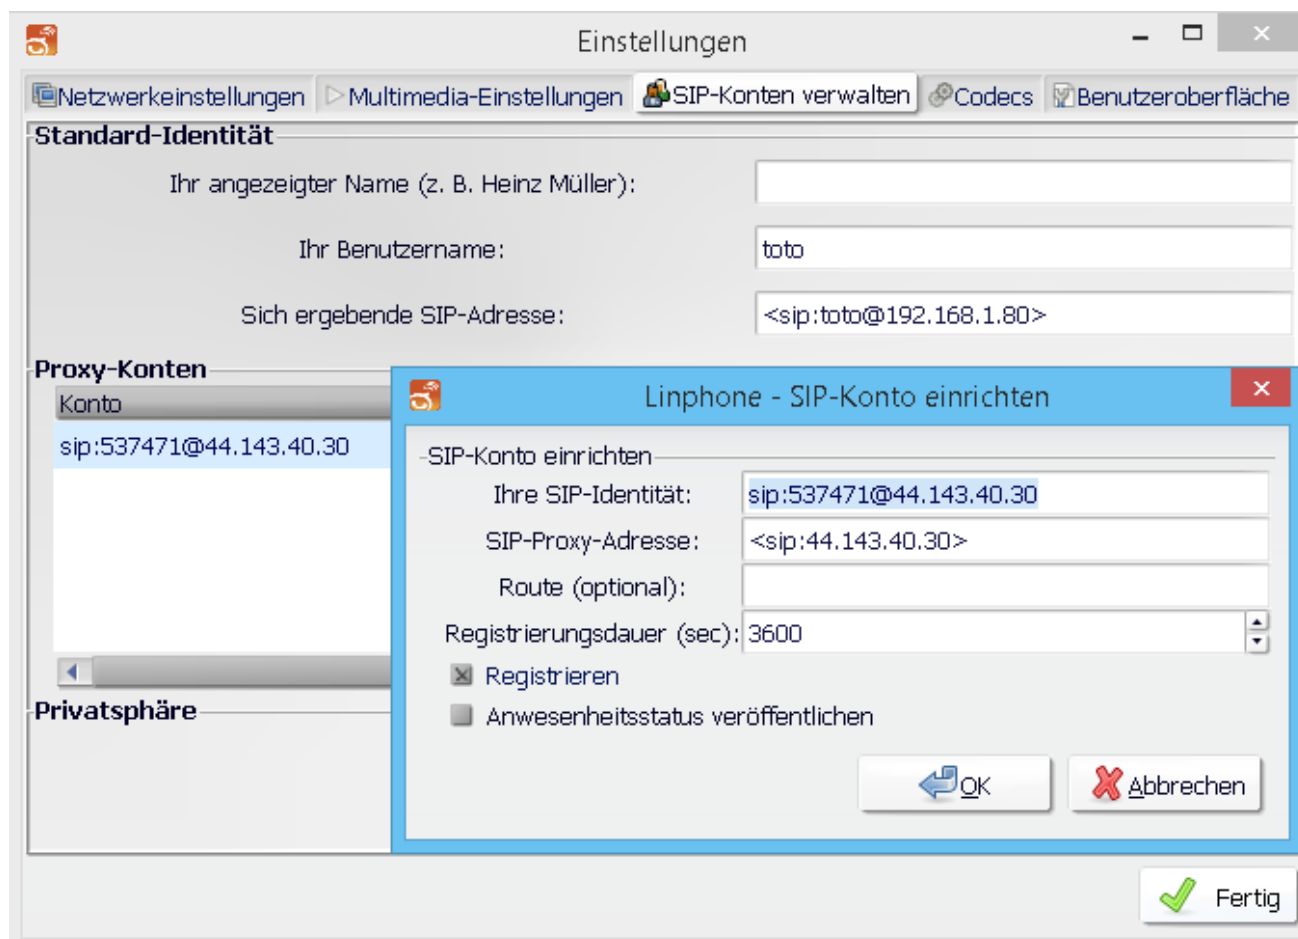 Einstellungen
Netzwerkeinstellungen Multimedia-Einstellungen SIP-Konten verwalten Codecs Benutzeroberfläche
Standard-Identität
Ihr angezeigter Name (z. B. Heinz Müller):
Ihr Benutzername: toto
Sich ergebende SIP-Adresse: <sip:toto@192.168.1.80>
Proxy-Konten
Konto
sip:537471@44.143.40.30
Privatsphäre
Linphone - SIP-Konto einrichten
SIP-Konto einrichten
Ihre SIP-Identität: sip:537471@44.143.40.30
SIP-Proxy-Adresse: <sip:44.143.40.30>
Route (optional):
Registrierungsdauer (sec): 3600
Registrieren
Anwesenheitsstatus veröffentlichen
OK Abbrechen
Fertig